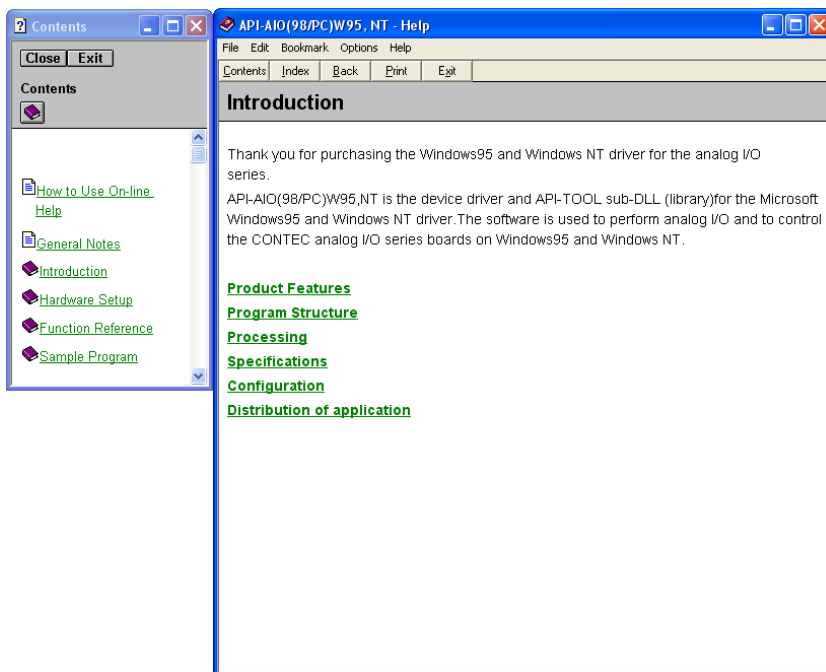 Contents
Close Exit
Contents
How to Use On-line
Help
General Notes
Introduction
Hardware Setup
Function Reference
Sample Program
API-AIO(98/PC)W95, NT - Help
File Edit Bookmark Options Help
Contents Index Back Print Exit
Introduction
Thank you for purchasing the Windows95 and Windows NT driver for the analog I/O
series.
API-AIO(98/PC)W95,NT is the device driver and API-TOOL sub-DLL (library)for the Microsoft
Windows95 and Windows NT driver.The software is used to perform analog I/O and to control
the CONTEC analog I/O series boards on Windows95 and Windows NT.
Product Features
Program Structure
Processing
Specifications
Configuration
Distribution of application